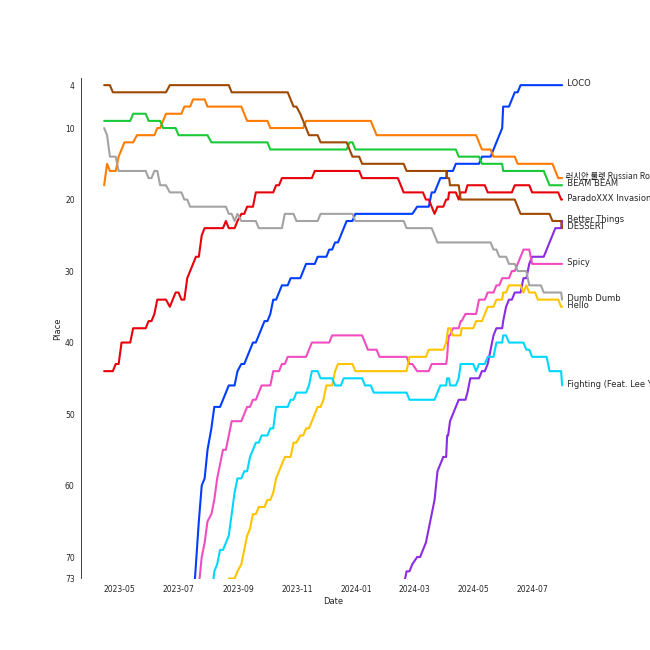 4
LOCO
10
러시안 룰렛 Russian Ro
BEAM BEAM
20
ParadoXXX Invasion
Better Things
DESSERT
Spicy
30
Dumb Dumb
Hello
Place
40
Fighting (Feat. Lee Y
50
60
70
73
2023-05 2023-07 2023-09 2023-11 2024-01 2024-03 2024-05 2024-07
Date